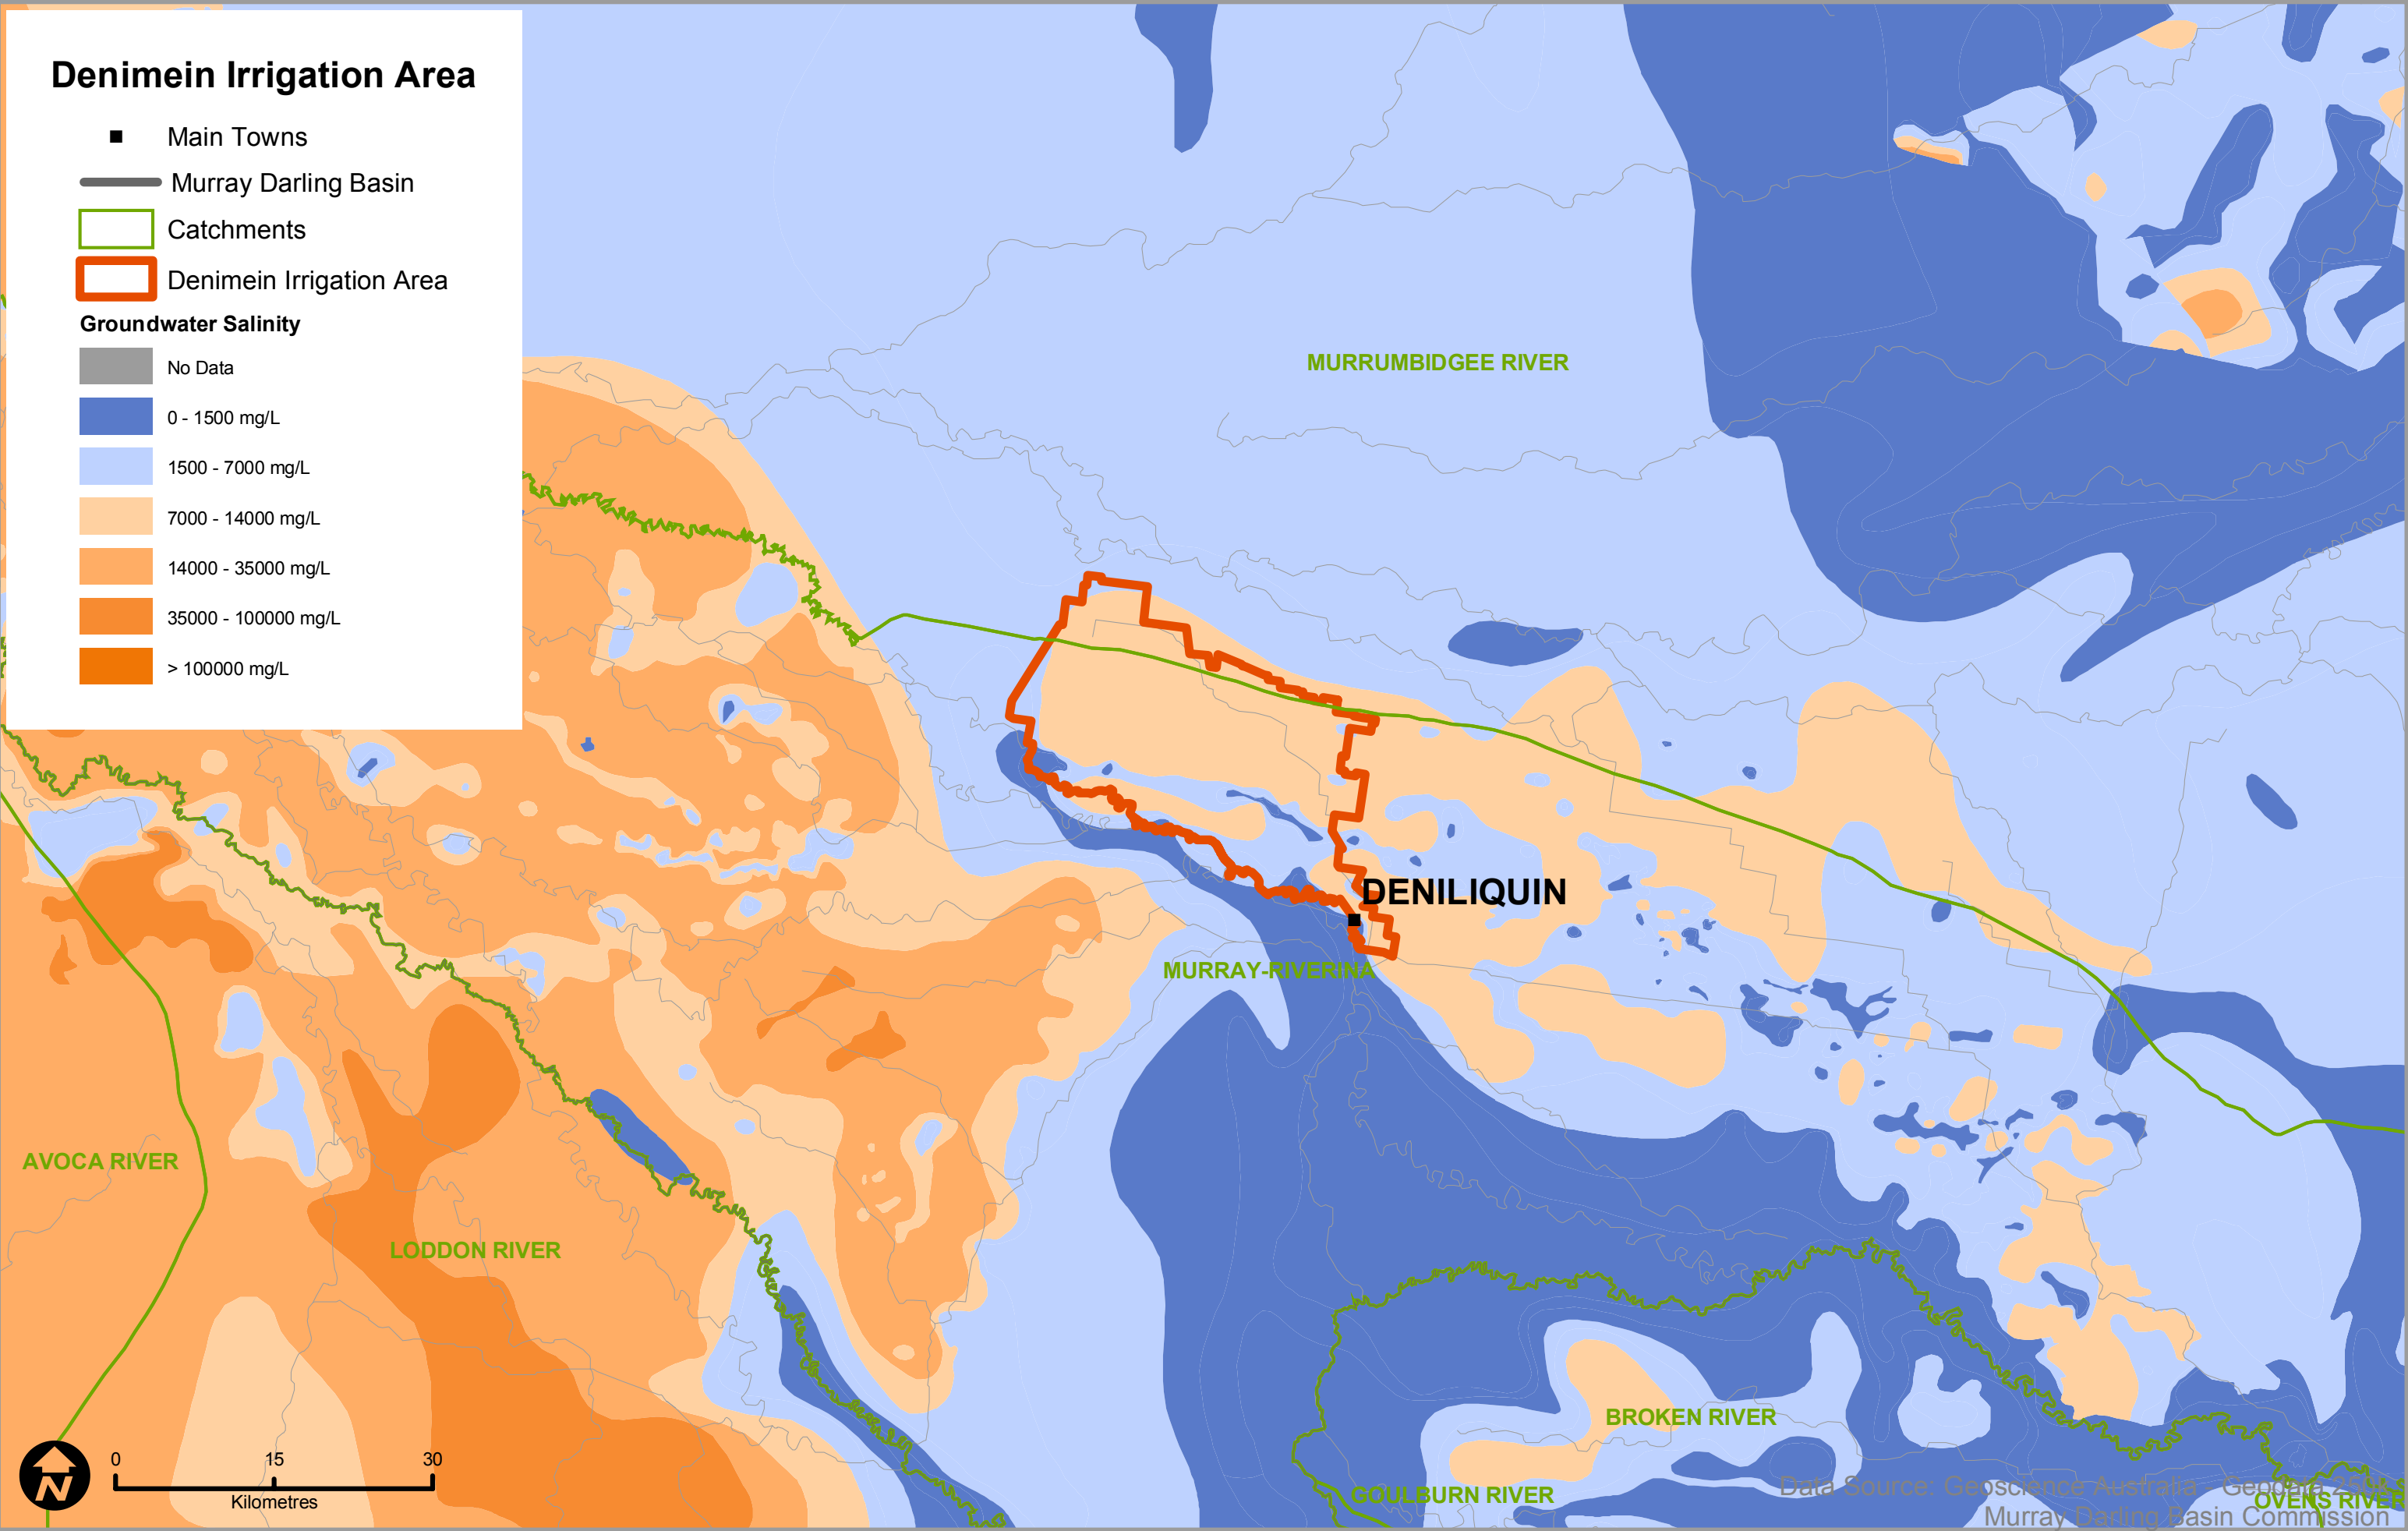 Denimein Irrigation Area
Main Towns
Murray Darling Basin
Catchments
Denimein Irrigation Area
Groundwater Salinity
No Data
0 - 1500 mg/L
1500 - 7000 mg/L
7000 - 14000 mg/L
14000 - 35000 mg/L
35000 - 100000 mg/L
> 100000 mg/L
MURRUMBIDGEE RIVER
DENILIQUIN
MURRAY-RIVERINA
AVOCA RIVER
LODDON RIVER
BROKEN RIVER
GOULBURN RIVER
OVENS RIVER
0 15 30
Kilometres
N
Data Source: Geoscience Australia - Geodata
Murray Darling Basin Commission